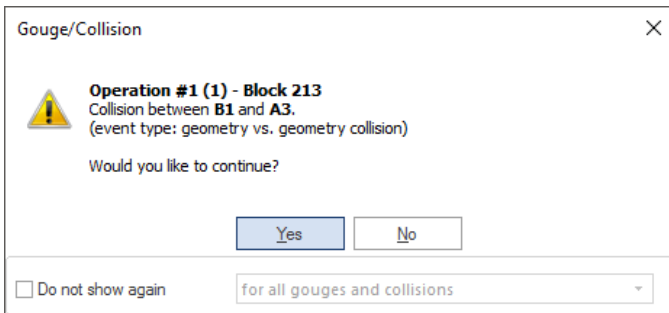 Gouge/Collision
Operation #1 (1) - Block 213
Collision between B1 and A3.
(event type: geometry vs. geometry collision)
Would you like to continue?
Yes
No
Do not show again
for all gouges and collisions